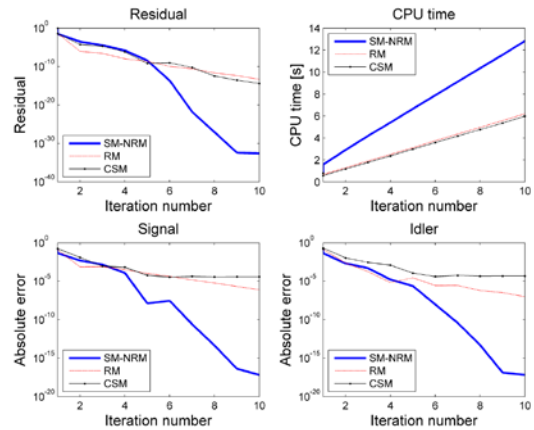 Residual
10^0
10^-10
10^-20
10^-30
10^-40
Residual
SM-NRM
RM
CSM
2 4 6 8 10
Iteration number
CPU time
14
12
10
8
6
4
2
0
CPU time [s]
SM-NRM
RM
CSM
2 4 6 8 10
Iteration number
Signal
10^0
10^-5
10^-10
10^-15
10^-20
Absolute error
SM-NRM
RM
CSM
2 4 6 8 10
Iteration number
Idler
10^0
10^-5
10^-10
10^-15
10^-20
Absolute error
SM-NRM
RM
CSM
2 4 6 8 10
Iteration number